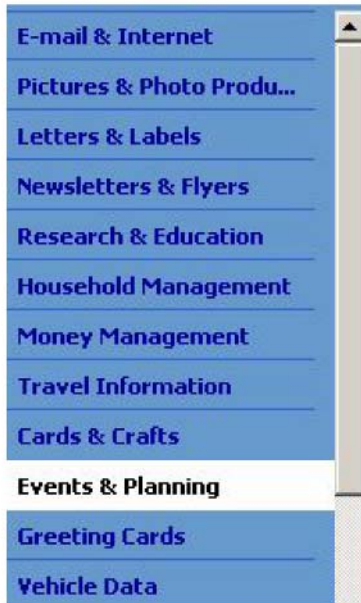 E-mail & Internet
Pictures & Photo Produ...
Letters & Labels
Newsletters & Flyers
Research & Education
Household Management
Money Management
Travel Information
Cards & Crafts
Events & Planning
Greeting Cards
Vehicle Data